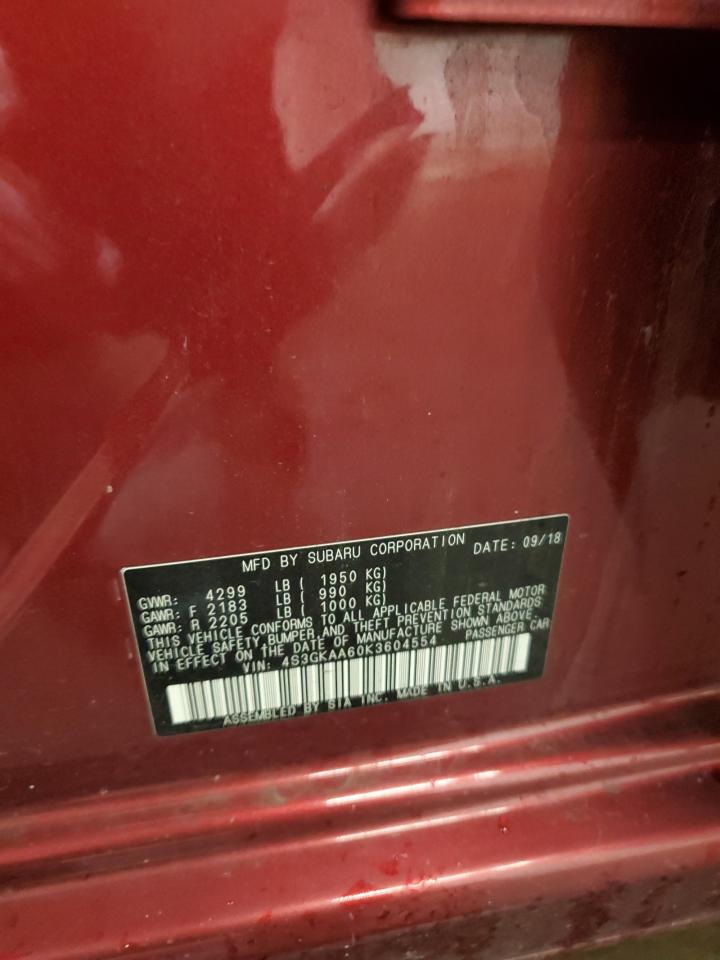 MFD BY SUBARU CORPORATION DATE: 09/18
GVWR: 4299 LB ( 1950 KG)
GAWR: F 2183 LB ( 990 KG)
GAWR: R 2205 LB ( 1000 KG)
THIS VEHICLE CONFORMS TO ALL APPLICABLE FEDERAL MOTOR
VEHICLE SAFETY,BUMPER,AND THEFT PREVENTION STANDARDS
IN EFFECT ON THE DATE OF MANUFACTURE SHOWN ABOVE.
VIN: 4S3GKAA60K3604554 PASSENGER CAR
ASSEMBLED BY SIA INC. MADE IN U.S.A.